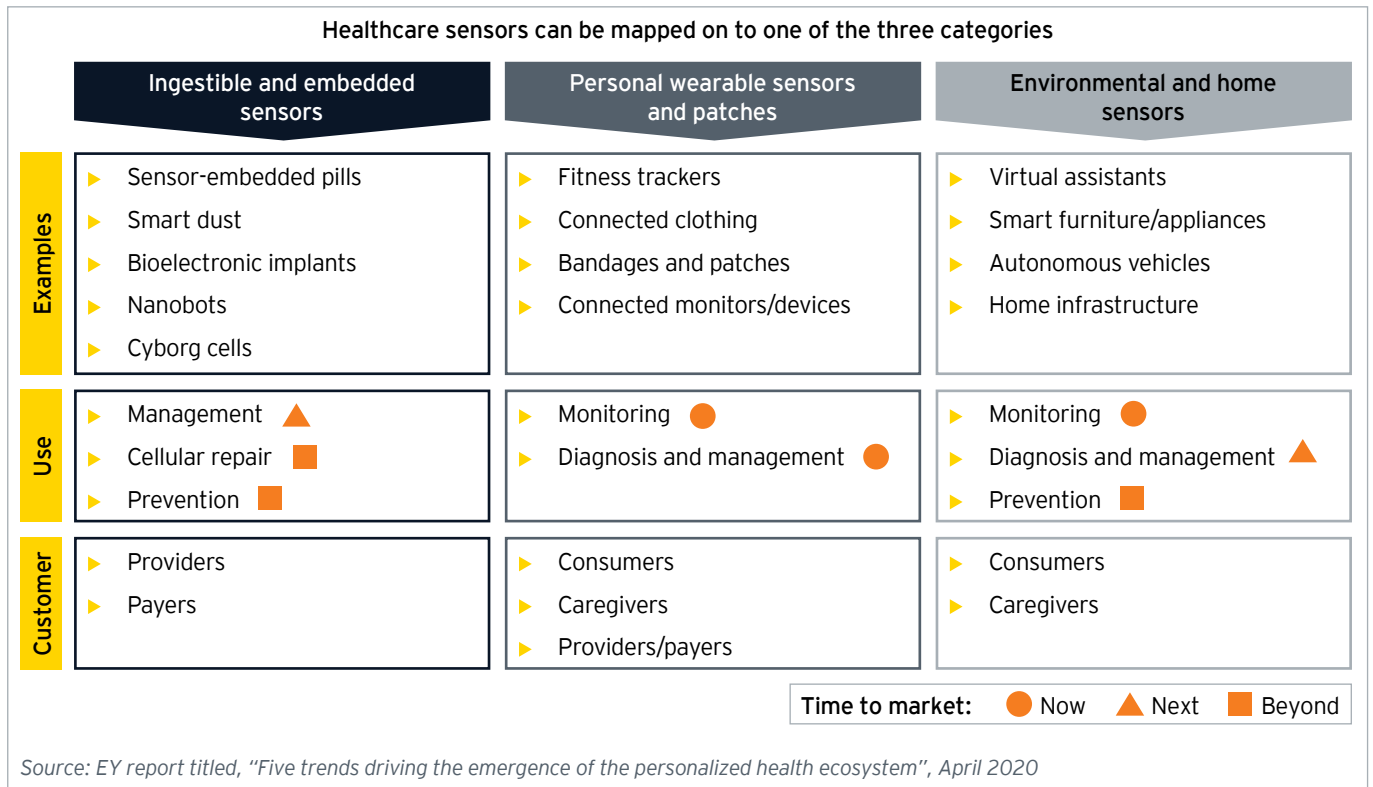 Healthcare sensors can be mapped on to one of the three categories
Ingestible and embedded
sensors
Personal wearable sensors
and patches
Environmental and home
sensors
Examples
Sensor-embedded pills
Smart dust
Bioelectronic implants
Nanobots
Cyborg cells
Fitness trackers
Connected clothing
Bandages and patches
Connected monitors/devices
Virtual assistants
Smart furniture/appliances
Autonomous vehicles
Home infrastructure
Use
Management
Cellular repair
Prevention
Monitoring
Diagnosis and management
Monitoring
Diagnosis and management
Prevention
Customer
Providers
Payers
Consumers
Caregivers
Providers/payers
Consumers
Caregivers
Time to market: Now Next Beyond
Source: EY report titled, “Five trends driving the emergence of the personalized health ecosystem”, April 2020